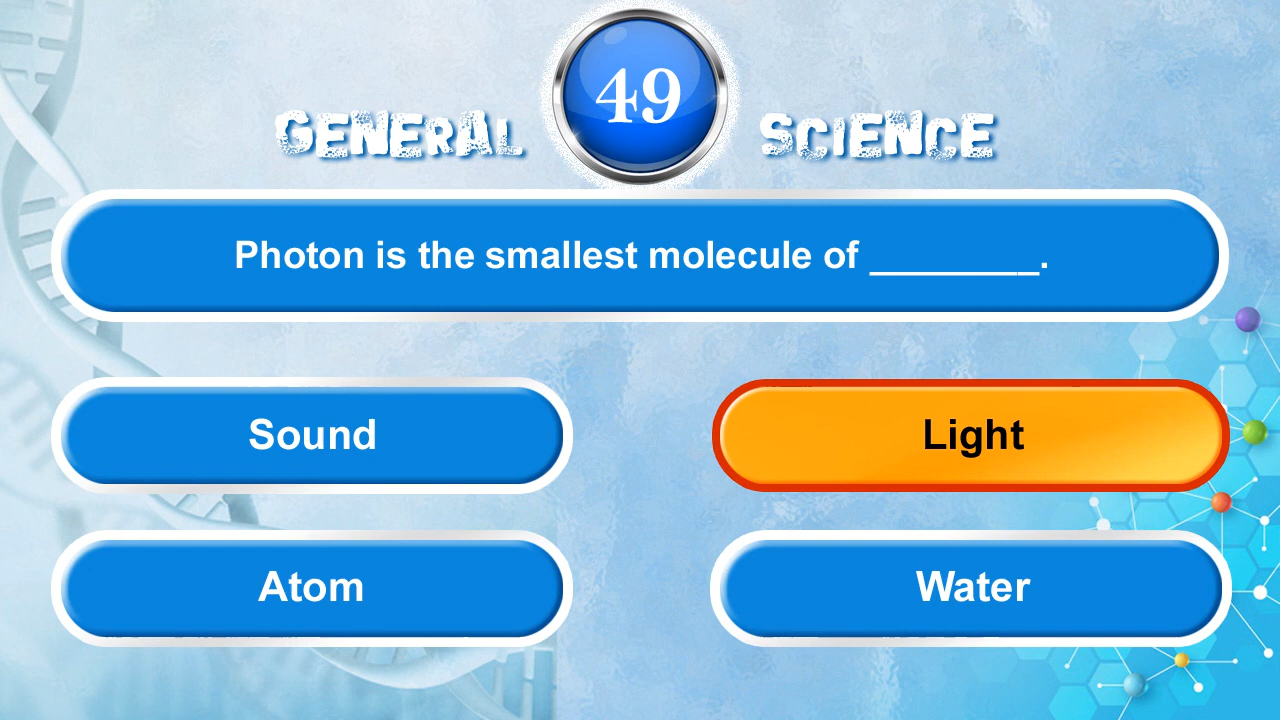 49
GENERAL SCIENCE
Photon is the smallest molecule of ________.
Sound
Light
Atom
Water